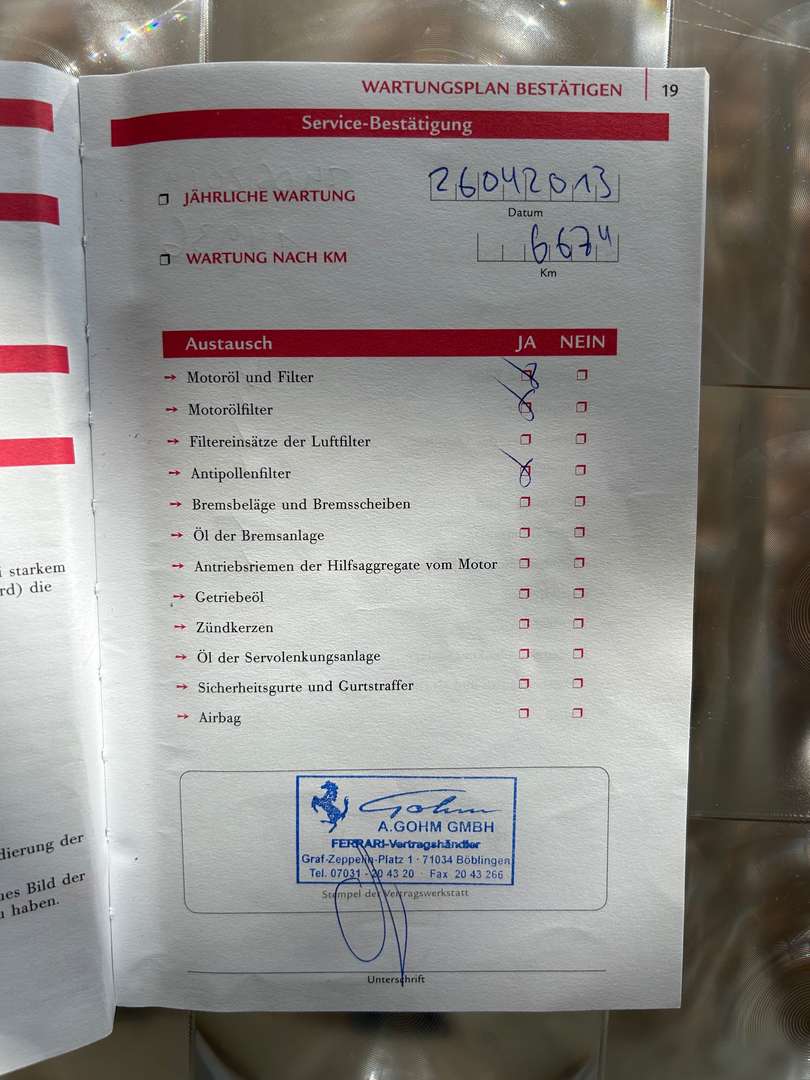 WARTUNGSPLAN BESTÄTIGEN 19
Service-Bestätigung
JÄHRLICHE WARTUNG 26042013
Datum
WARTUNG NACH KM 6674
Km
Austausch JA NEIN
Motoröl und Filter
Motorölfilter
Filtereinsätze der Luftfilter
Antipollenfilter
Bremsbeläge und Bremsscheiben
Öl der Bremsanlage
Antriebsriemen der Hilfsaggregate vom Motor
Getriebeöl
Zündkerzen
Öl der Servolenkungsanlage
Sicherheitsgurte und Gurtstraffer
Airbag
Gohm
A.GOHM GMBH
FERRARI-Vertragshändler
Graf-Zeppelin-Platz 1 · 71034 Böblingen
Tel. 07031 - 20 43 20 · Fax 20 43 266
Stempel der Vertragswerkstatt
Unterschrift
starkem
die
der
Bild der
haben.